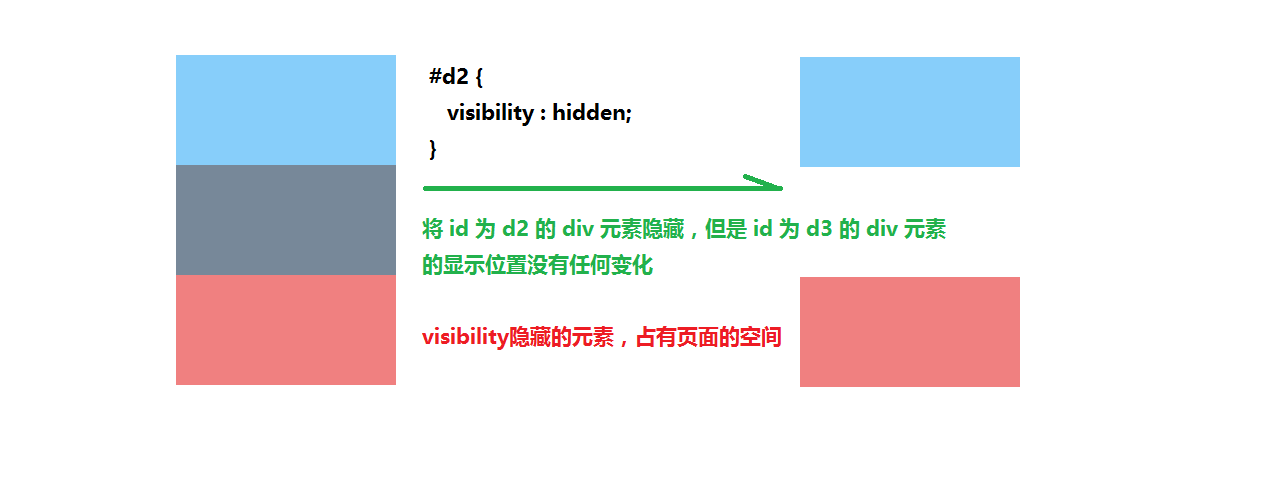 #d2 {
visibility : hidden;
}
将 id 为 d2 的 div 元素隐藏，但是 id 为 d3 的 div 元素
的显示位置没有任何变化
visibility隐藏的元素，占有页面的空间